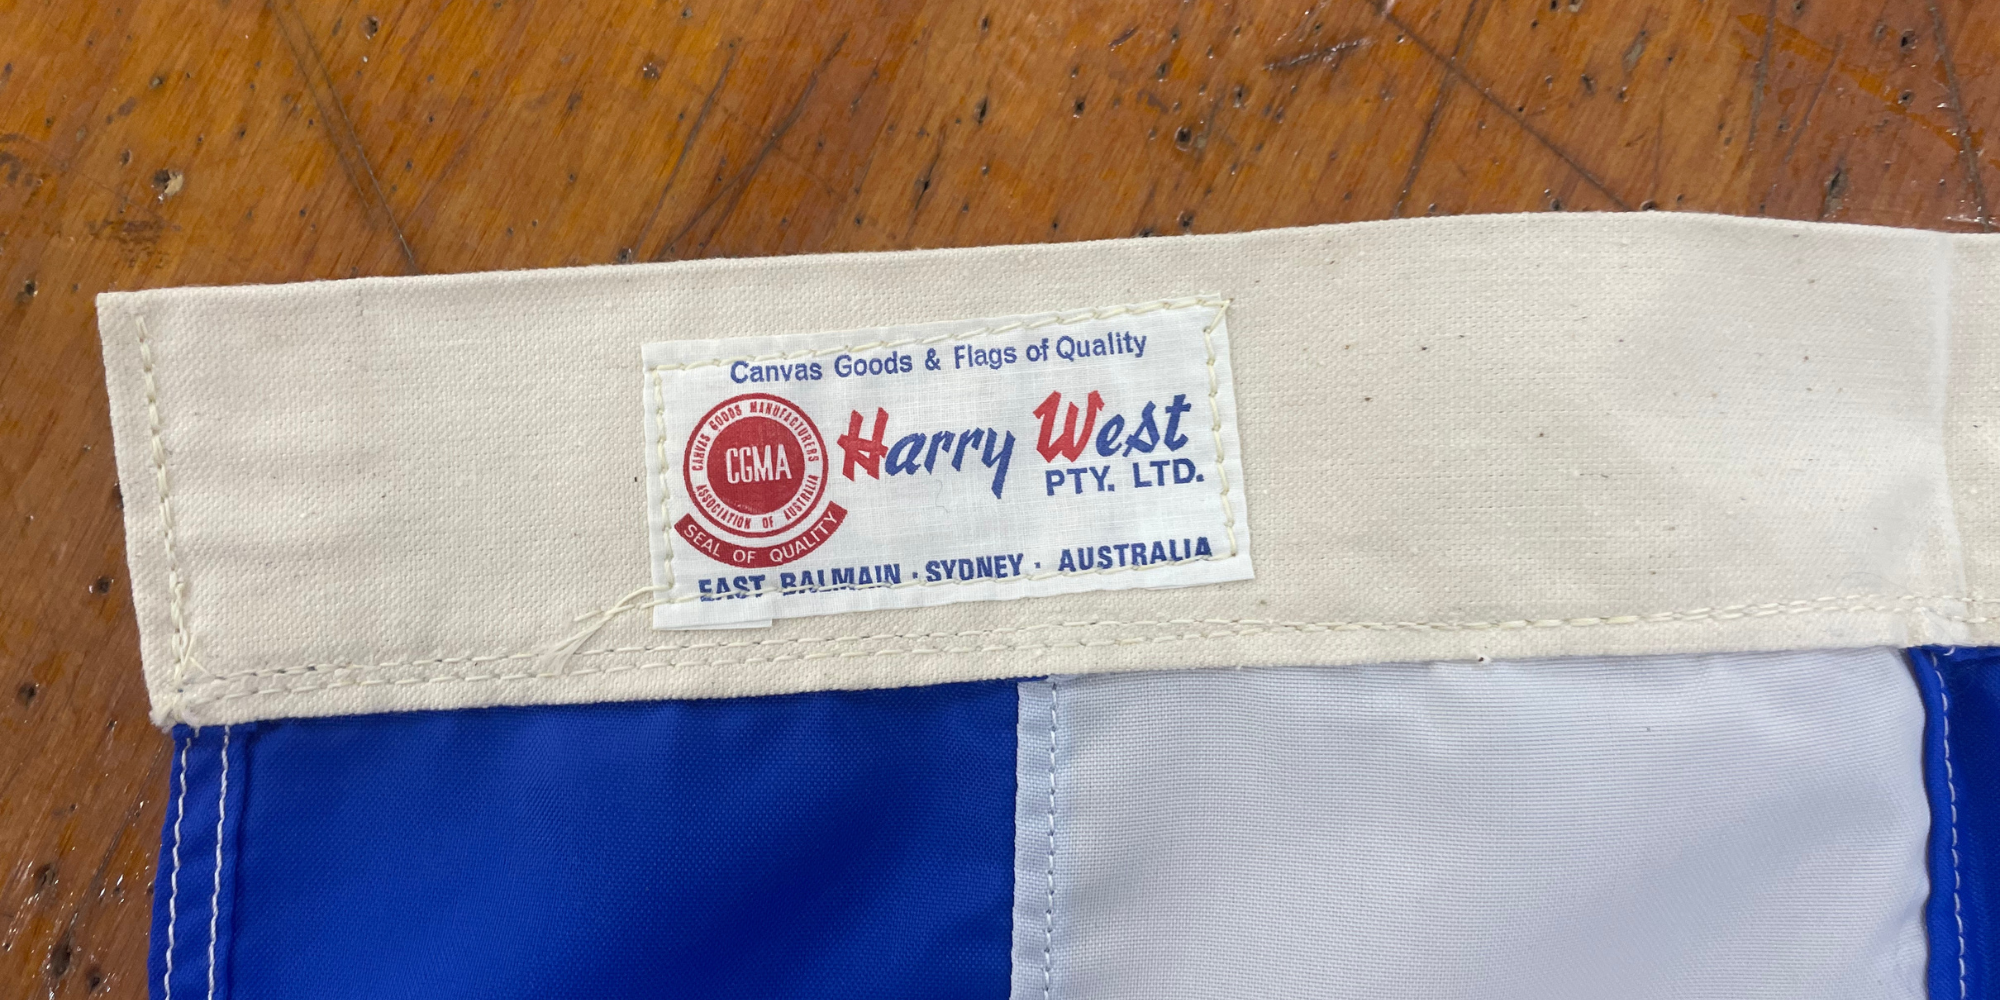 Canvas Goods & Flags of Quality
CANVAS GOODS MANUFACTURERS
ASSOCIATION OF AUSTRALIA
CGMA
SEAL OF QUALITY
Harry West
PTY. LTD.
EAST BALMAIN · SYDNEY · AUSTRALIA